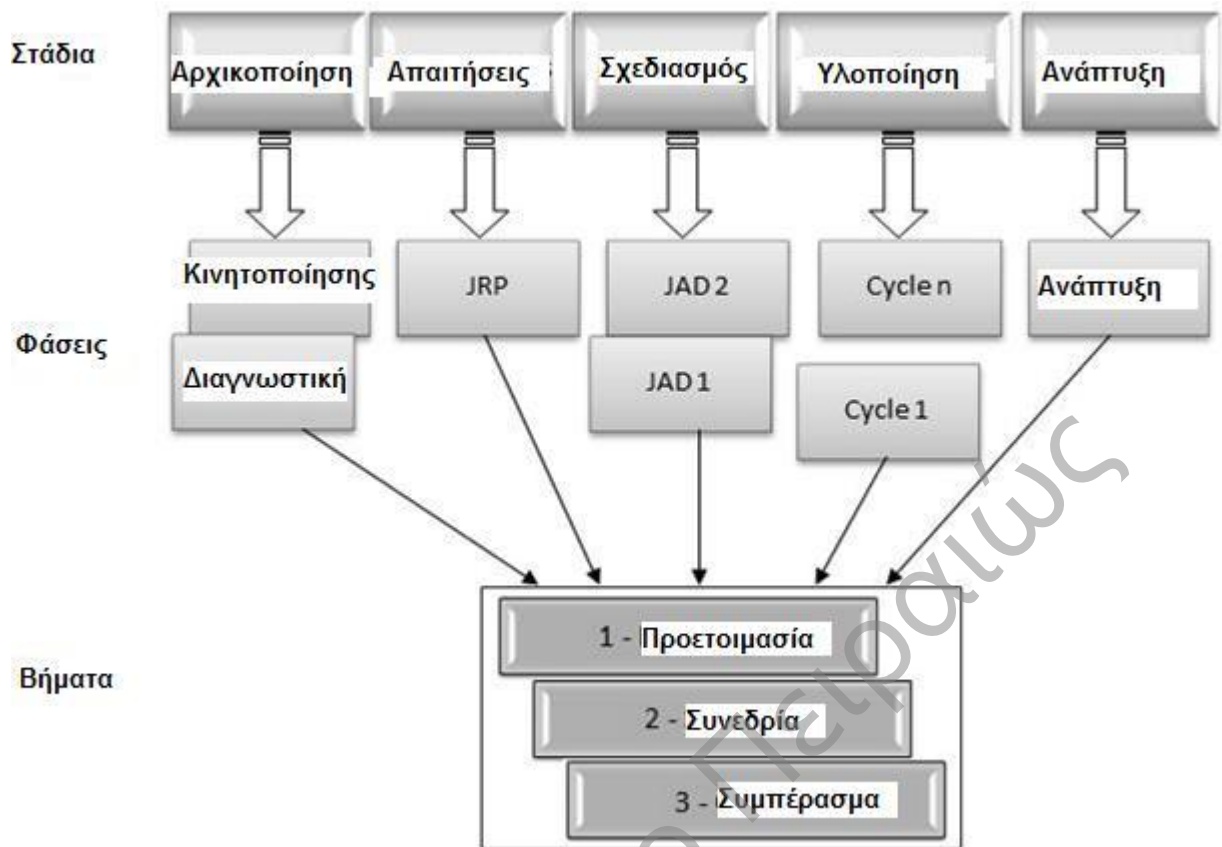 Στάδια
Αρχικοποίηση
Απαιτήσεις
Σχεδιασμός
Υλοποίηση
Ανάπτυξη
Φάσεις
Κινητοποίησης
JRP
JAD 2
Cycle n
Ανάπτυξη
Διαγνωστική
JAD 1
Cycle 1
Βήματα
1 - Προετοιμασία
2 - Συνεδρία
3 - Συμπέρασμα
Πειραιώς